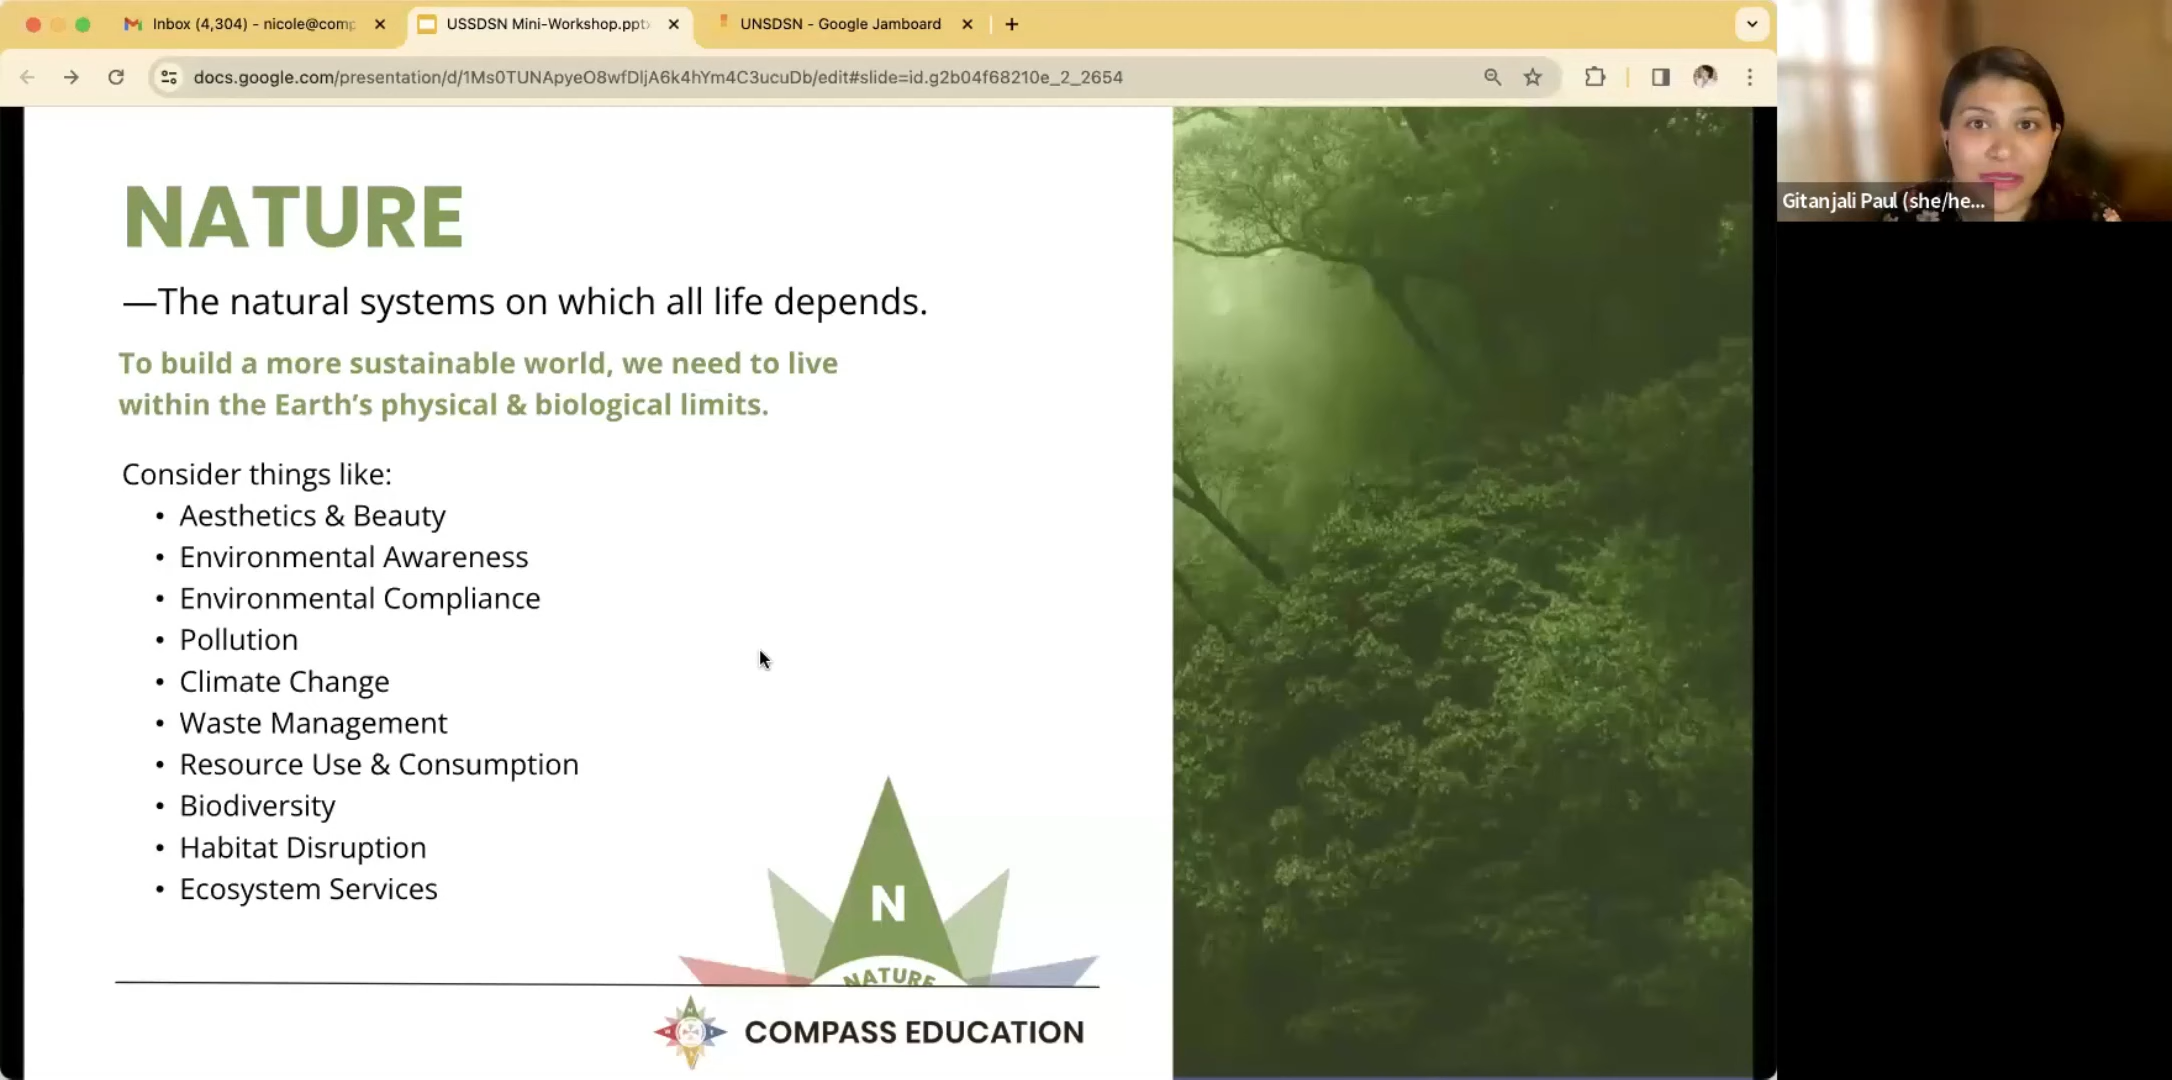 Inbox (4,304) - nicole@comp
USSDSN Mini-Workshop.pptx
UNSDSN - Google Jamboard
docs.google.com/presentation/d/1Ms0TUNApyeO8wfDljA6k4hYm4C3ucuDb/edit#slide=id.g2b04f68210e_2_2654
Gitanjali Paul (she/he...
NATURE
—The natural systems on which all life depends.
To build a more sustainable world, we need to live
within the Earth's physical & biological limits.
Consider things like:
• Aesthetics & Beauty
• Environmental Awareness
• Environmental Compliance
• Pollution
• Climate Change
• Waste Management
• Resource Use & Consumption
• Biodiversity
• Habitat Disruption
• Ecosystem Services
N
NATURE
COMPASS EDUCATION